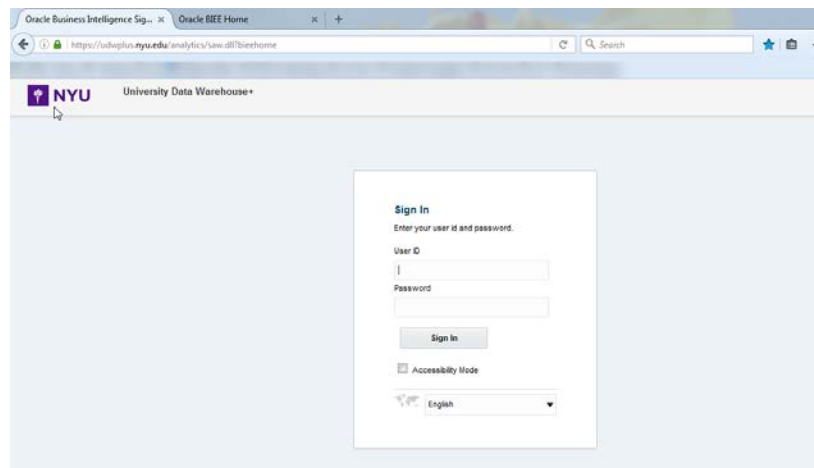 Oracle Business Intelligence Sig... × Oracle BIEE Home × +
https://udwplus.nyu.edu/analytics/saw.dll?bieehome Search
NYU University Data Warehouse+
Sign In
Enter your user id and password.
User ID
Password
Sign In
Accessibility Mode
English